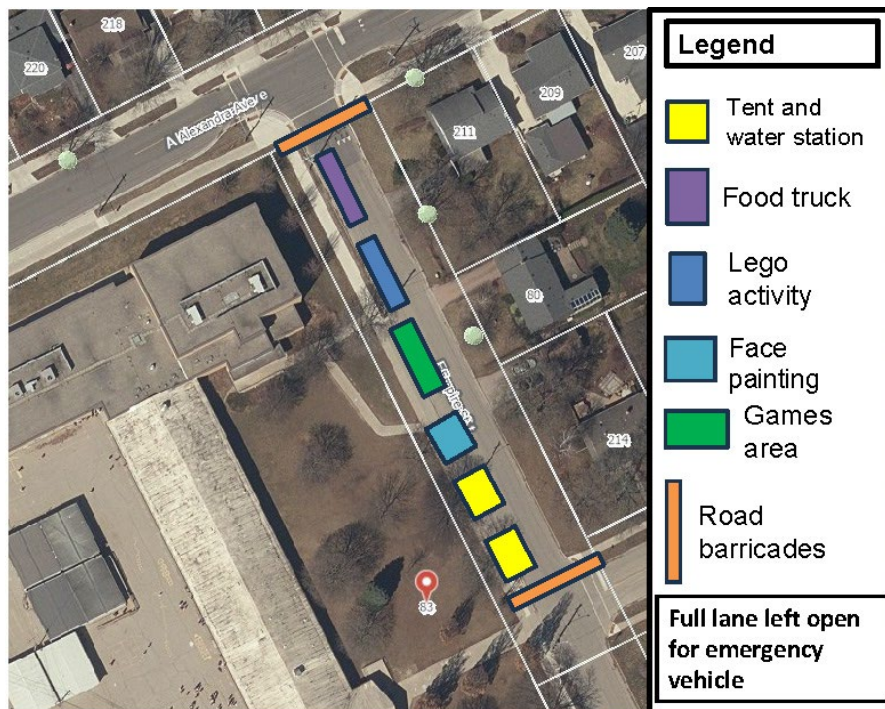 218
220
207
209
211
Alexandra Ave
80
214
83
Legend
Tent and
water station
Food truck
Lego
activity
Face
painting
Games
area
Road
barricades
Full lane left open
for emergency
vehicle